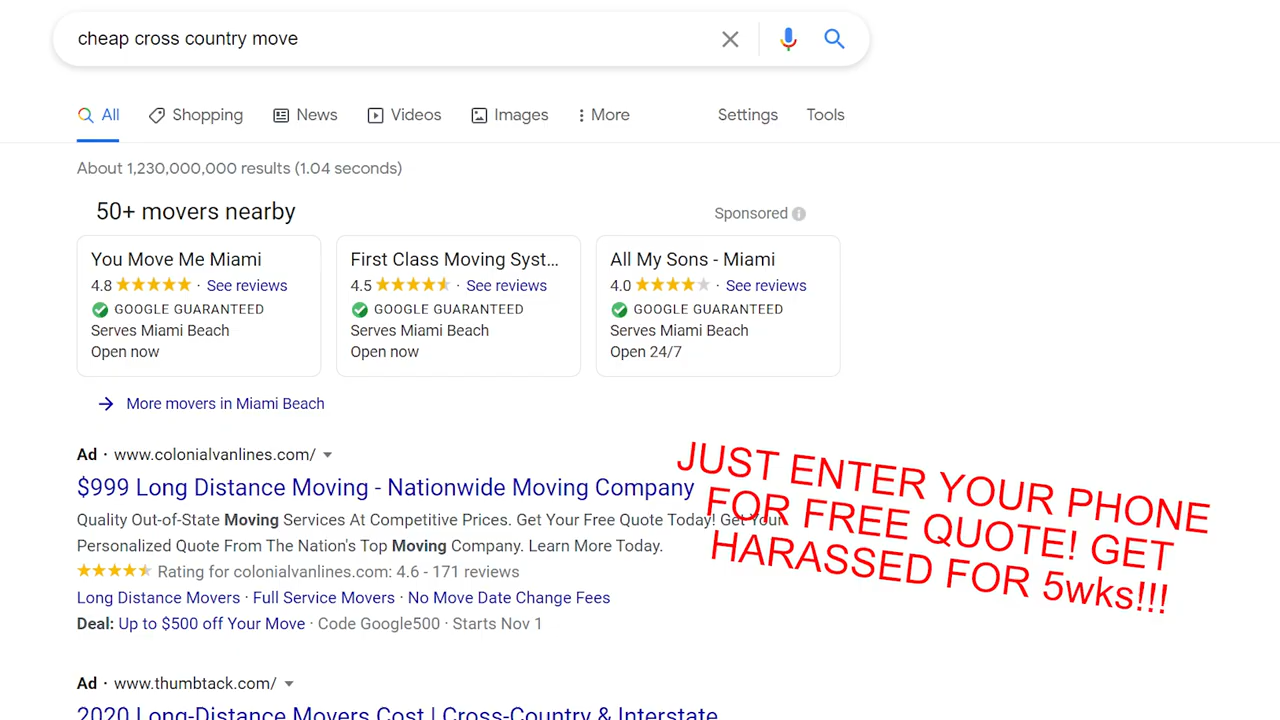 cheap cross country move
All Shopping News Videos Images More Settings Tools
About 1,230,000,000 results (1.04 seconds)
50+ movers nearby
Sponsored
You Move Me Miami
4.8 · See reviews
GOOGLE GUARANTEED
Serves Miami Beach
Open now
First Class Moving Syst...
4.5 · See reviews
GOOGLE GUARANTEED
Serves Miami Beach
Open now
All My Sons - Miami
4.0 · See reviews
GOOGLE GUARANTEED
Serves Miami Beach
Open 24/7
More movers in Miami Beach
Ad · www.colonialvanlines.com/
$999 Long Distance Moving - Nationwide Moving Company
Quality Out-of-State Moving Services At Competitive Prices. Get Your Free Quote Today! Get Your
Personalized Quote From The Nation's Top Moving Company. Learn More Today.
Rating for colonialvanlines.com: 4.6 - 171 reviews
Long Distance Movers · Full Service Movers · No Move Date Change Fees
Deal: Up to $500 off Your Move · Code Google500 · Starts Nov 1
JUST ENTER YOUR PHONE
FOR FREE QUOTE! GET
HARASSED FOR 5wks!!!
Ad · www.thumbtack.com/
2020 Long-Distance Movers Cost | Cross-Country & Interstate